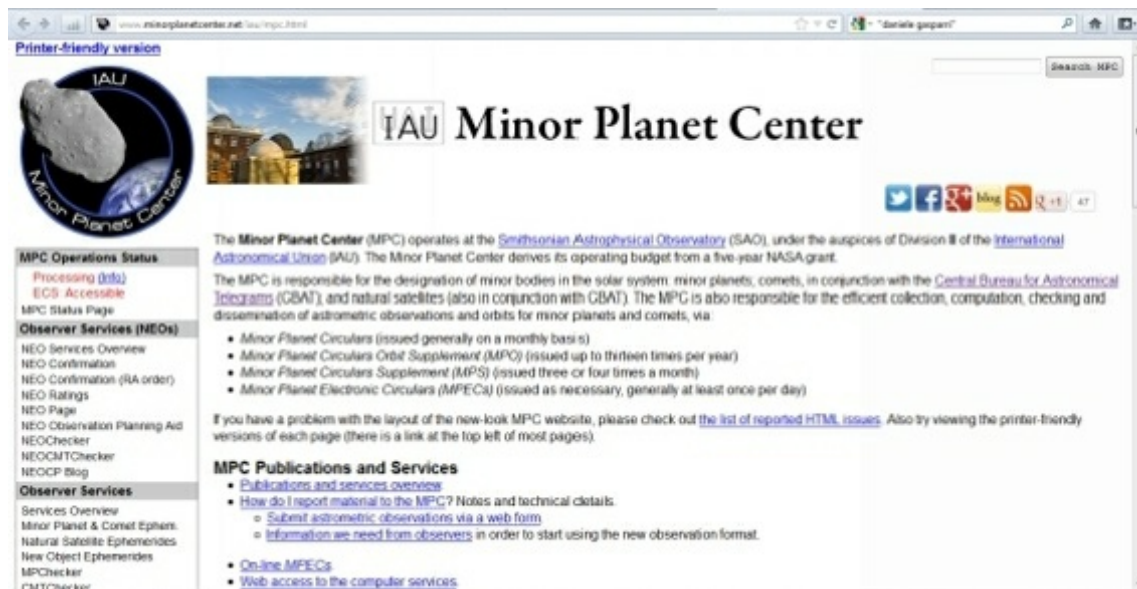 www.minorplanetcenter.net/iau/mpc.html
"daniele gasparri"
Printer-friendly version
Search MPC
IAU
Minor Planet Center
IAU Minor Planet Center
blog
+1
47
The Minor Planet Center (MPC) operates at the Smithsonian Astrophysical Observatory (SAO), under the auspices of Division III of the International
Astronomical Union (IAU). The Minor Planet Center derives its operating budget from a five-year NASA grant.
The MPC is responsible for the designation of minor bodies in the solar system: minor planets; comets, in conjunction with the Central Bureau for Astronomical
Telegrams (CBAT); and natural satellites (also in conjunction with CBAT). The MPC is also responsible for the efficient collection, computation, checking and
dissemination of astrometric observations and orbits for minor planets and comets, via:
• Minor Planet Circulars (issued generally on a monthly basis)
• Minor Planet Circulars Orbit Supplement (MPO) (issued up to thirteen times per year)
• Minor Planet Circulars Supplement (MPS) (issued three or four times a month)
• Minor Planet Electronic Circulars (MPECs) (issued as necessary, generally at least once per day)
If you have a problem with the layout of the new-look MPC website, please check out the list of reported HTML issues. Also try viewing the printer-friendly
versions of each page (there is a link at the top left of most pages).
MPC Publications and Services
• Publications and services overview
• How do I report material to the MPC? Notes and technical details.
Submit astrometric observations via a web form.
Information we need from observers in order to start using the new observation format.
• On-line MPECs.
• Web access to the computer services.
MPC Operations Status
Processing (Info)
ECS: Accessible
MPC Status Page
Observer Services (NEOs)
NEO Services Overview
NEO Confirmation
NEO Confirmation (RA order)
NEO Ratings
NEO Page
NEO Observation Planning Aid
NEOChecker
NEOCMTChecker
NEOCP Blog
Observer Services
Services Overview
Minor Planet & Comet Ephem.
Natural Satellite Ephemerides
New Object Ephemerides
MPChecker
CMTChecker